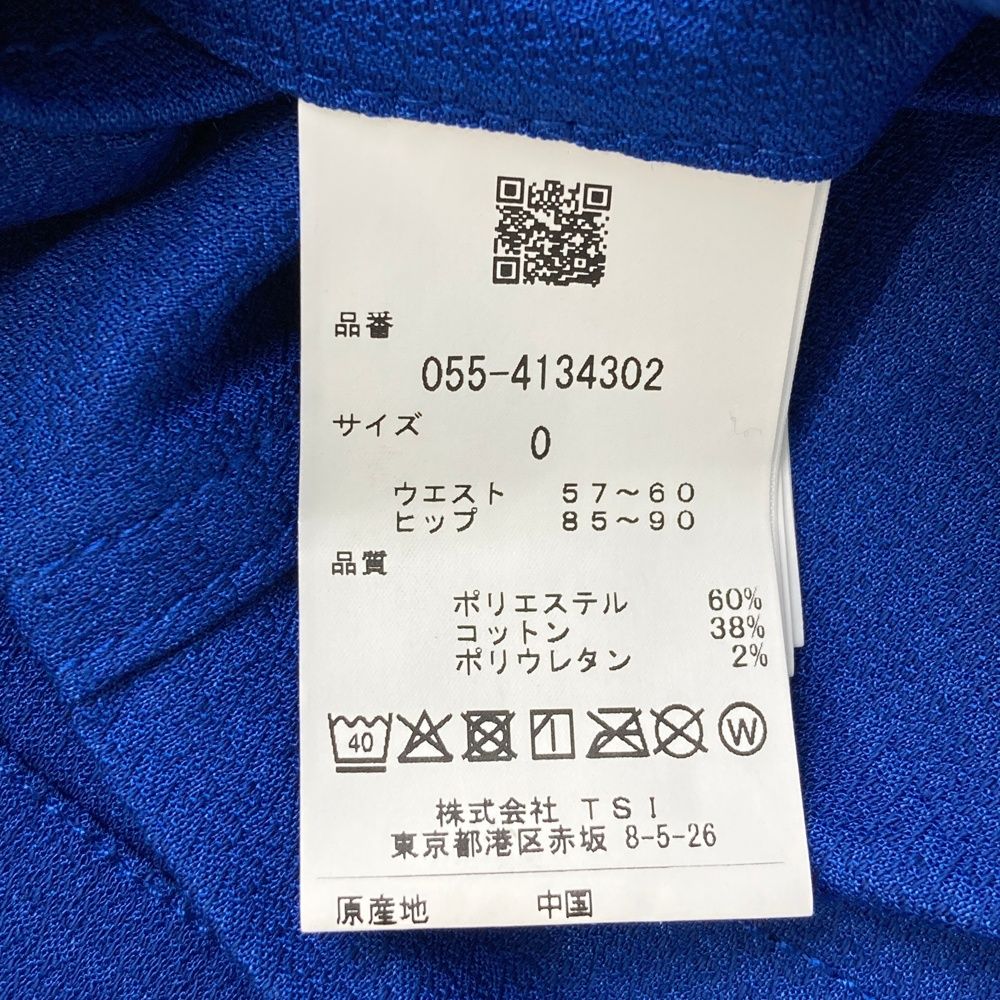 品番
055-4134302
サイズ
0
ウエスト 57～60
ヒップ 85～90
品質
ポリエステル 60%
コットン 38%
ポリウレタン 2%
40 W
株式会社 TSI
東京都港区赤坂 8-5-26
原産地 中国